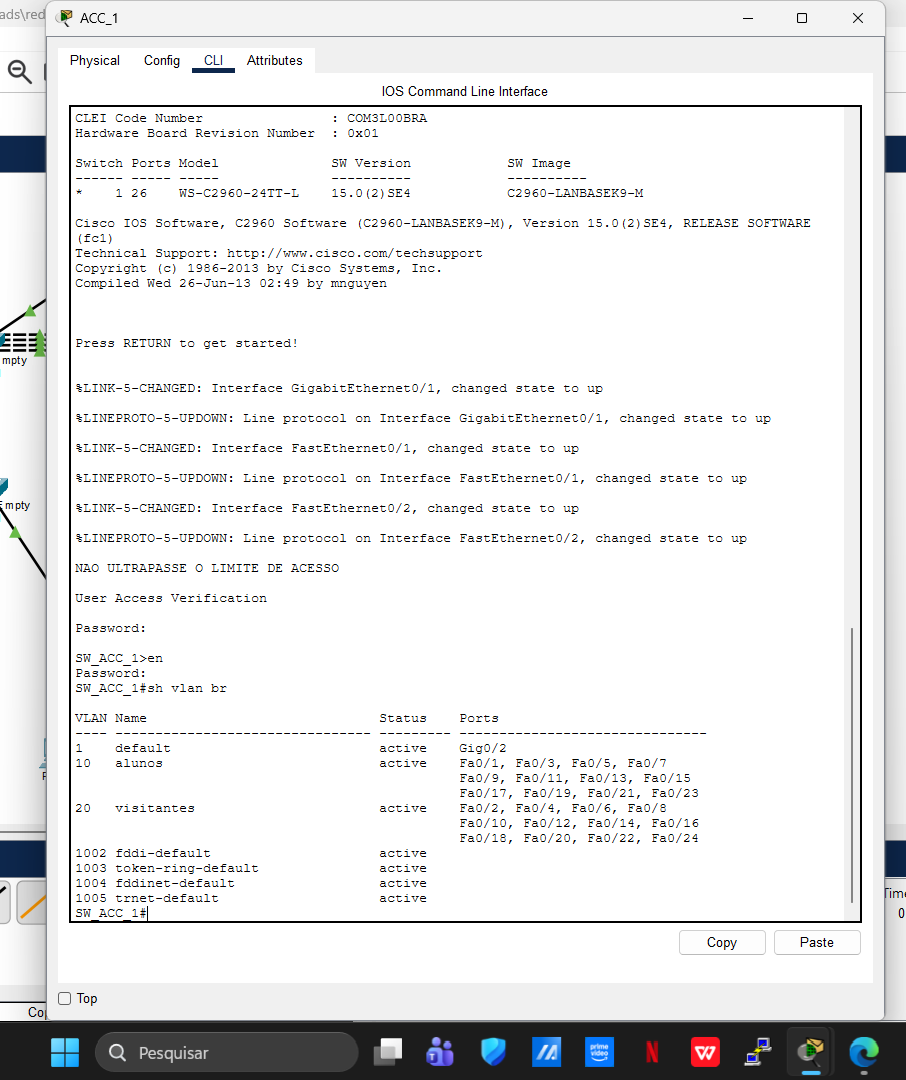 ads\red
ACC_1
Physical Config CLI Attributes
IOS Command Line Interface
CLEI Code Number : COM3L00BRA
Hardware Board Revision Number : 0x01
Switch Ports Model SW Version SW Image
------ ----- ----- ---------- ----------
* 1 26 WS-C2960-24TT-L 15.0(2)SE4 C2960-LANBASEK9-M
Cisco IOS Software, C2960 Software (C2960-LANBASEK9-M), Version 15.0(2)SE4, RELEASE SOFTWARE
(fc1)
Technical Support: http://www.cisco.com/techsupport
Copyright (c) 1986-2013 by Cisco Systems, Inc.
Compiled Wed 26-Jun-13 02:49 by mnguyen
Press RETURN to get started!
%LINK-5-CHANGED: Interface GigabitEthernet0/1, changed state to up
%LINEPROTO-5-UPDOWN: Line protocol on Interface GigabitEthernet0/1, changed state to up
%LINK-5-CHANGED: Interface FastEthernet0/1, changed state to up
%LINEPROTO-5-UPDOWN: Line protocol on Interface FastEthernet0/1, changed state to up
%LINK-5-CHANGED: Interface FastEthernet0/2, changed state to up
%LINEPROTO-5-UPDOWN: Line protocol on Interface FastEthernet0/2, changed state to up
NAO ULTRAPASSE O LIMITE DE ACESSO
User Access Verification
Password:
SW_ACC_1>en
Password:
SW_ACC_1#sh vlan br
VLAN Name Status Ports
---- -------------------------------- --------- -------------------------------
1 default active Gig0/2
10 alunos active Fa0/1, Fa0/3, Fa0/5, Fa0/7
Fa0/9, Fa0/11, Fa0/13, Fa0/15
Fa0/17, Fa0/19, Fa0/21, Fa0/23
20 visitantes active Fa0/2, Fa0/4, Fa0/6, Fa0/8
Fa0/10, Fa0/12, Fa0/14, Fa0/16
Fa0/18, Fa0/20, Fa0/22, Fa0/24
1002 fddi-default active
1003 token-ring-default active
1004 fddinet-default active
1005 trnet-default active
SW_ACC_1#
Copy Paste
Top
mpty
Empty
Time
0
Cop
Pesquisar
prime video
N
W